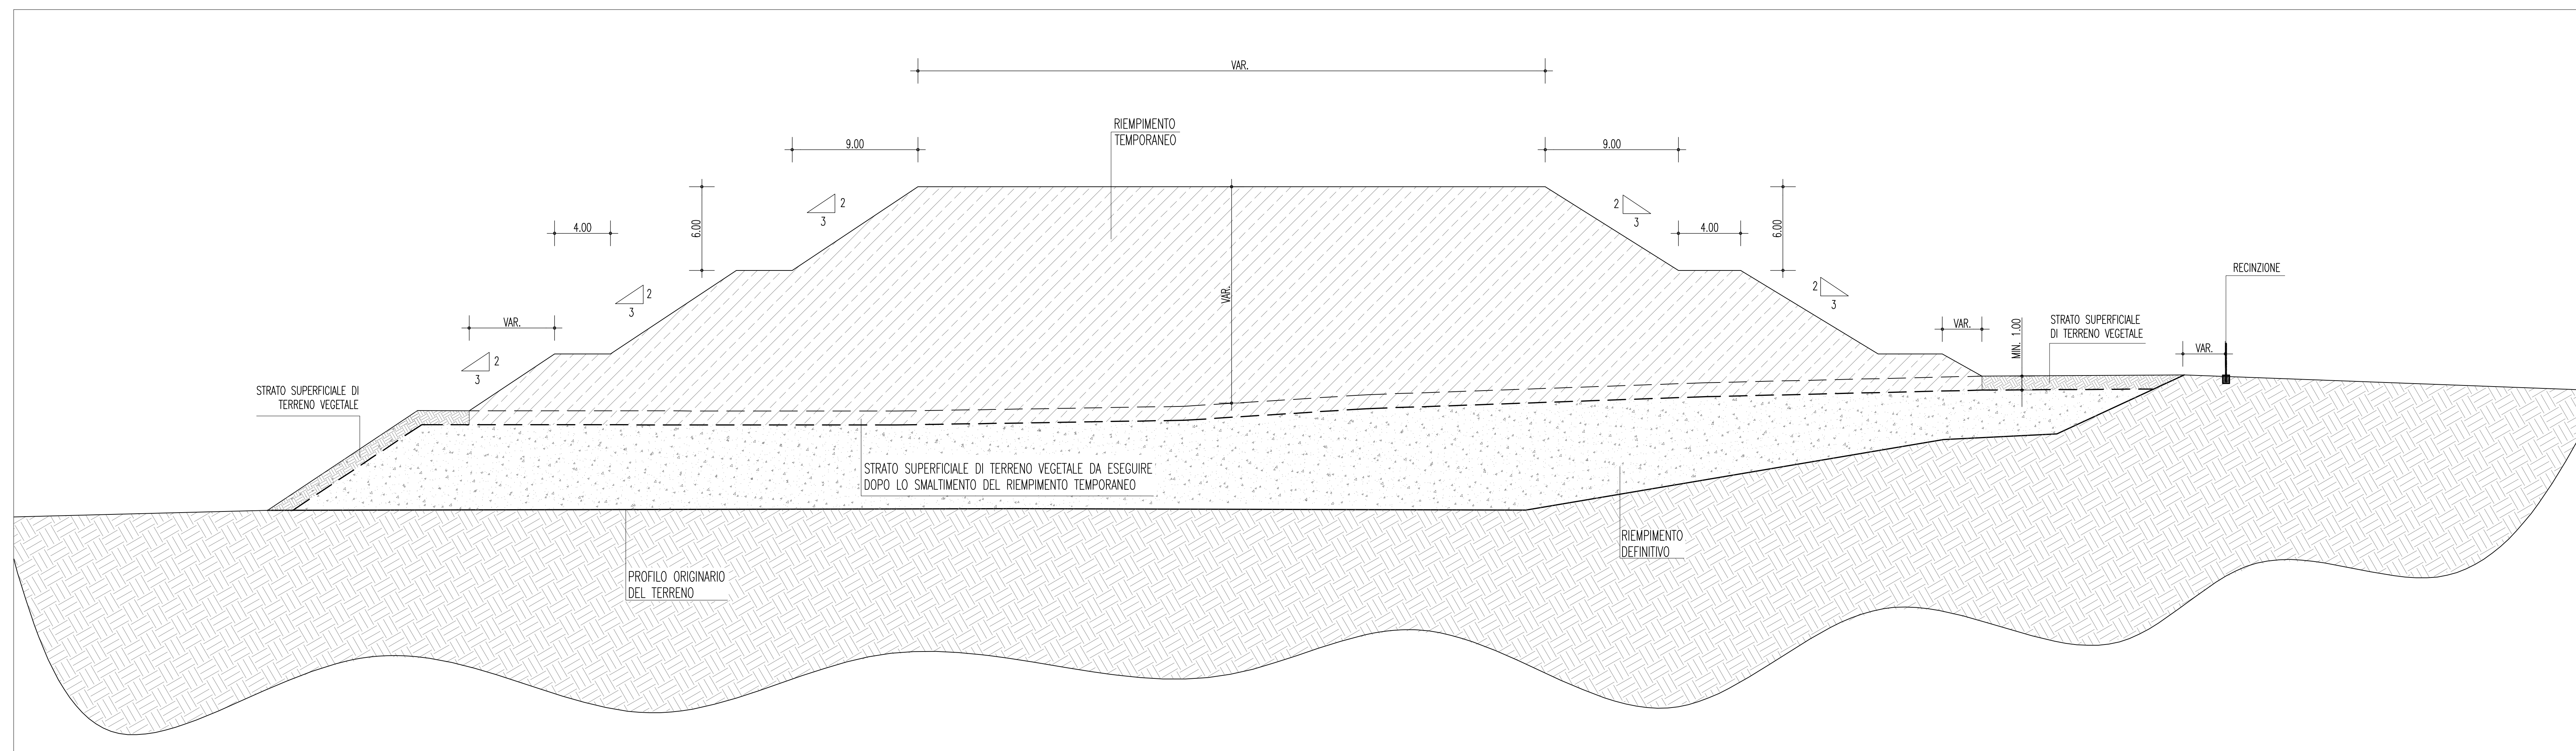 VAR.
RIEMPIMENTO
TEMPORANEO
9.00
9.00
2
3
2
3
4.00
6.00
4.00
6.00
RECINZIONE
2
3
VAR.
2
3
VAR.
VAR.
MIN. 1.00
STRATO SUPERFICIALE
DI TERRENO VEGETALE
VAR.
2
3
STRATO SUPERFICIALE DI
TERRENO VEGETALE
STRATO SUPERFICIALE DI TERRENO VEGETALE DA ESEGUIRE
DOPO LO SMALTIMENTO DEL RIEMPIMENTO TEMPORANEO
RIEMPIMENTO
DEFINITIVO
PROFILO ORIGINARIO
DEL TERRENO